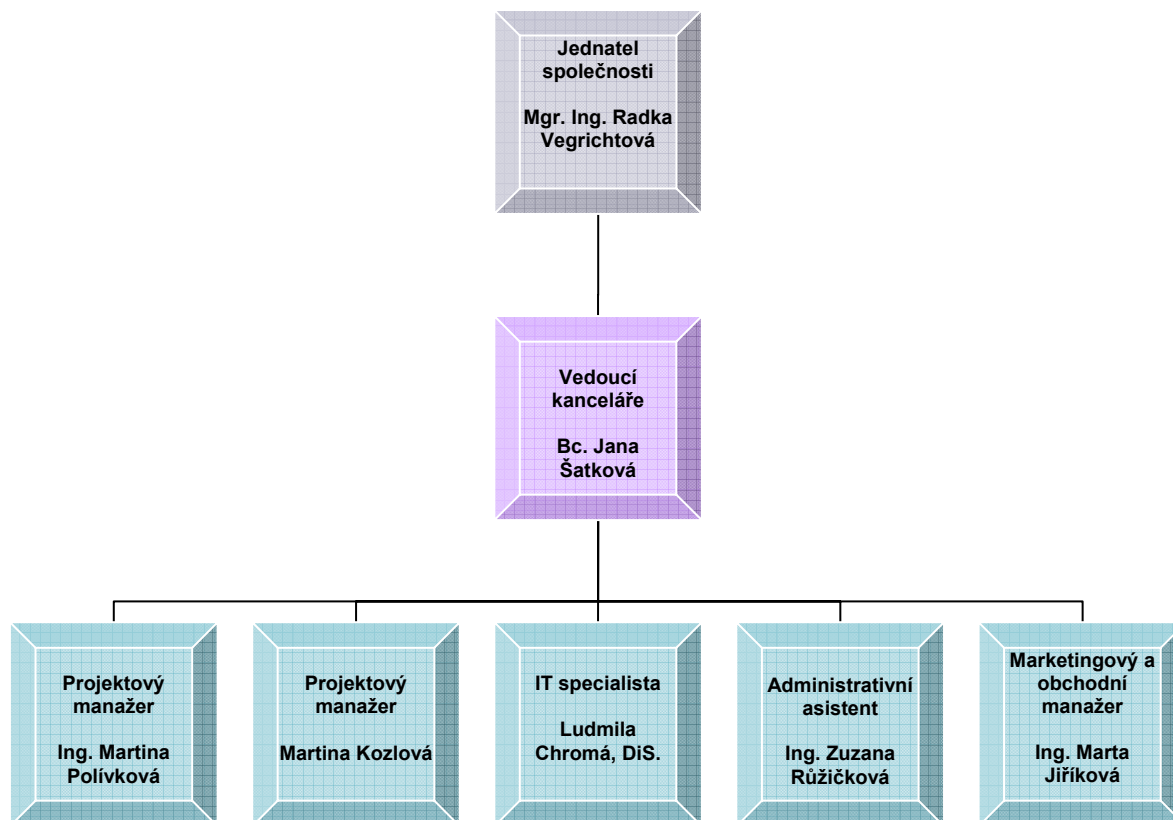 Jednatel
společnosti
Mgr. Ing. Radka
Vegrichtová
Vedoucí
kanceláře
Bc. Jana
Šatková
Projektový
manažer
Ing. Martina
Polívková
Projektový
manažer
Martina Kozlová
IT specialista
Ludmila
Chromá, DiS.
Administrativní
asistent
Ing. Zuzana
Růžičková
Marketingový a
obchodní
manažer
Ing. Marta
Jiříková